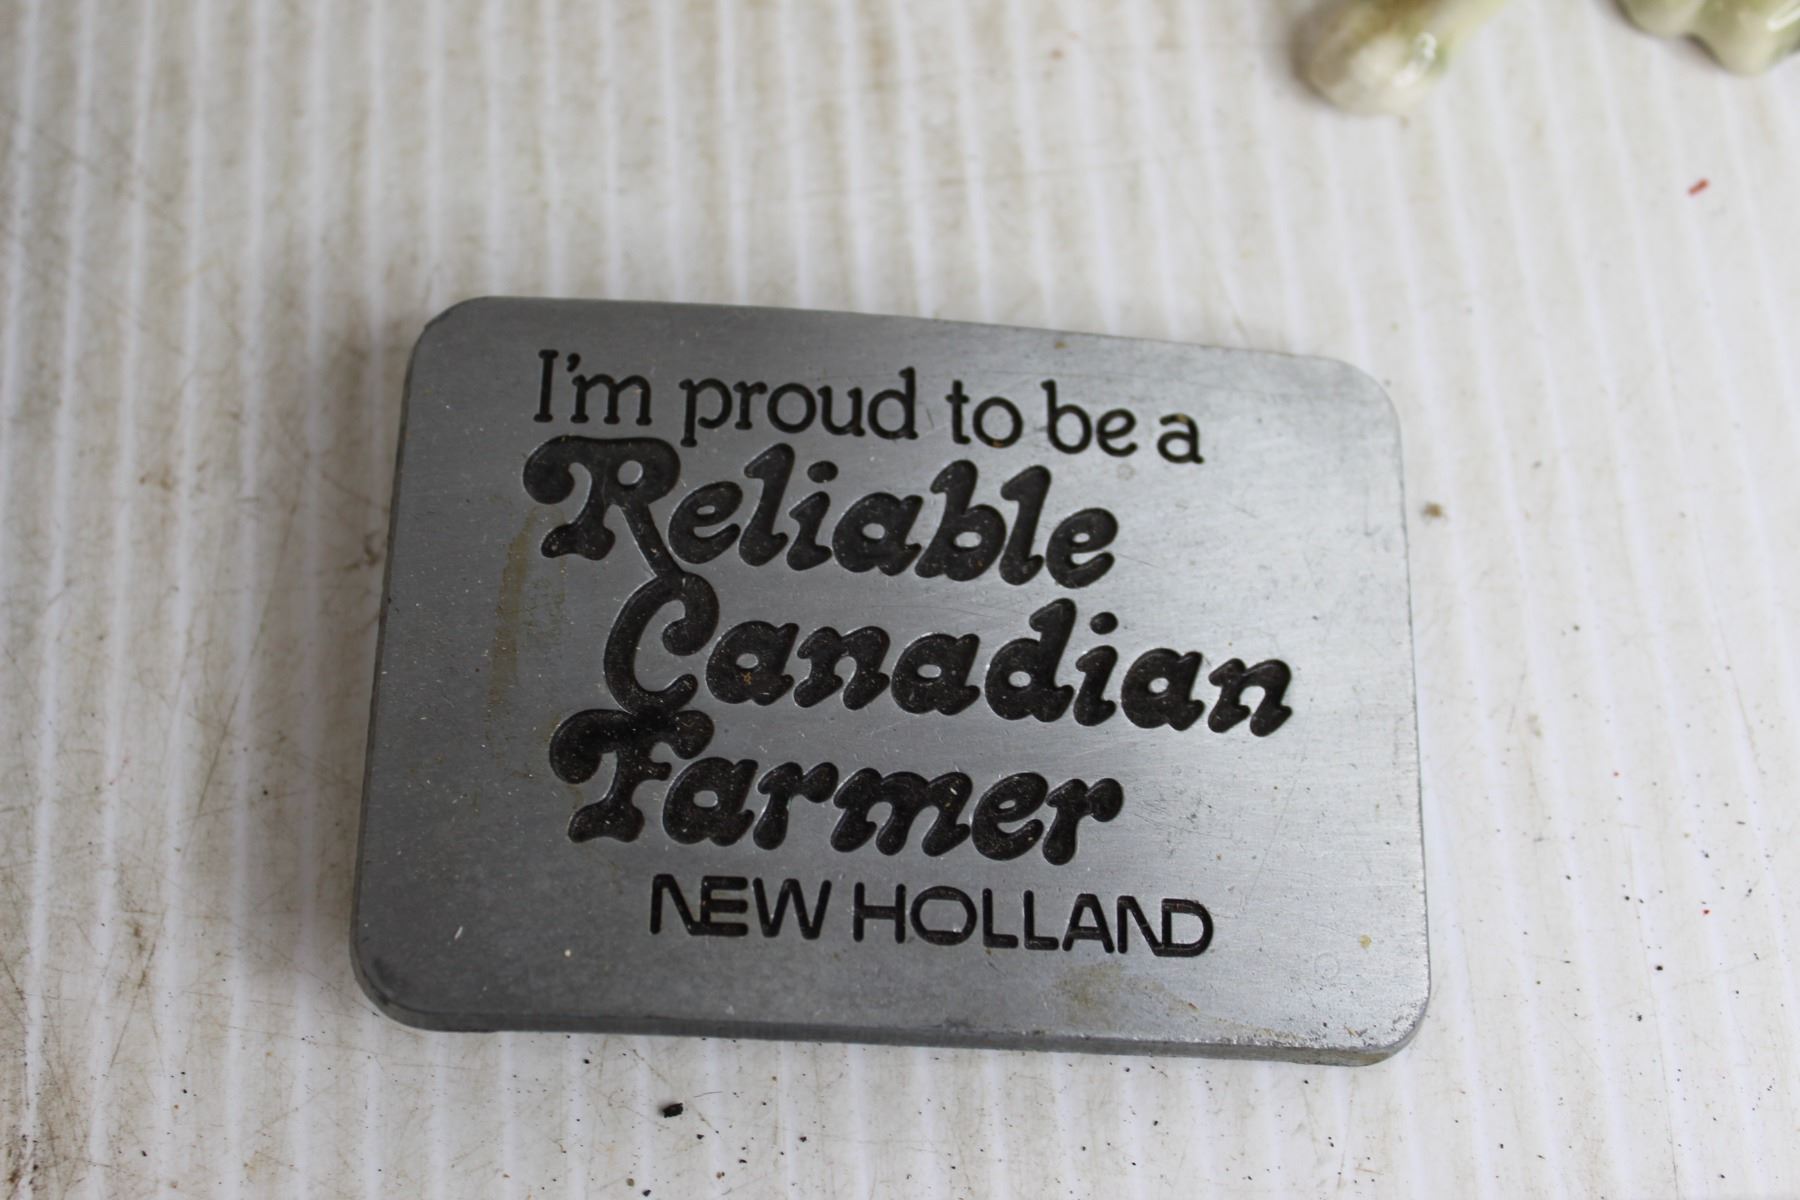 I'm proud to be a
Reliable
Canadian
Farmer
NEW HOLLAND